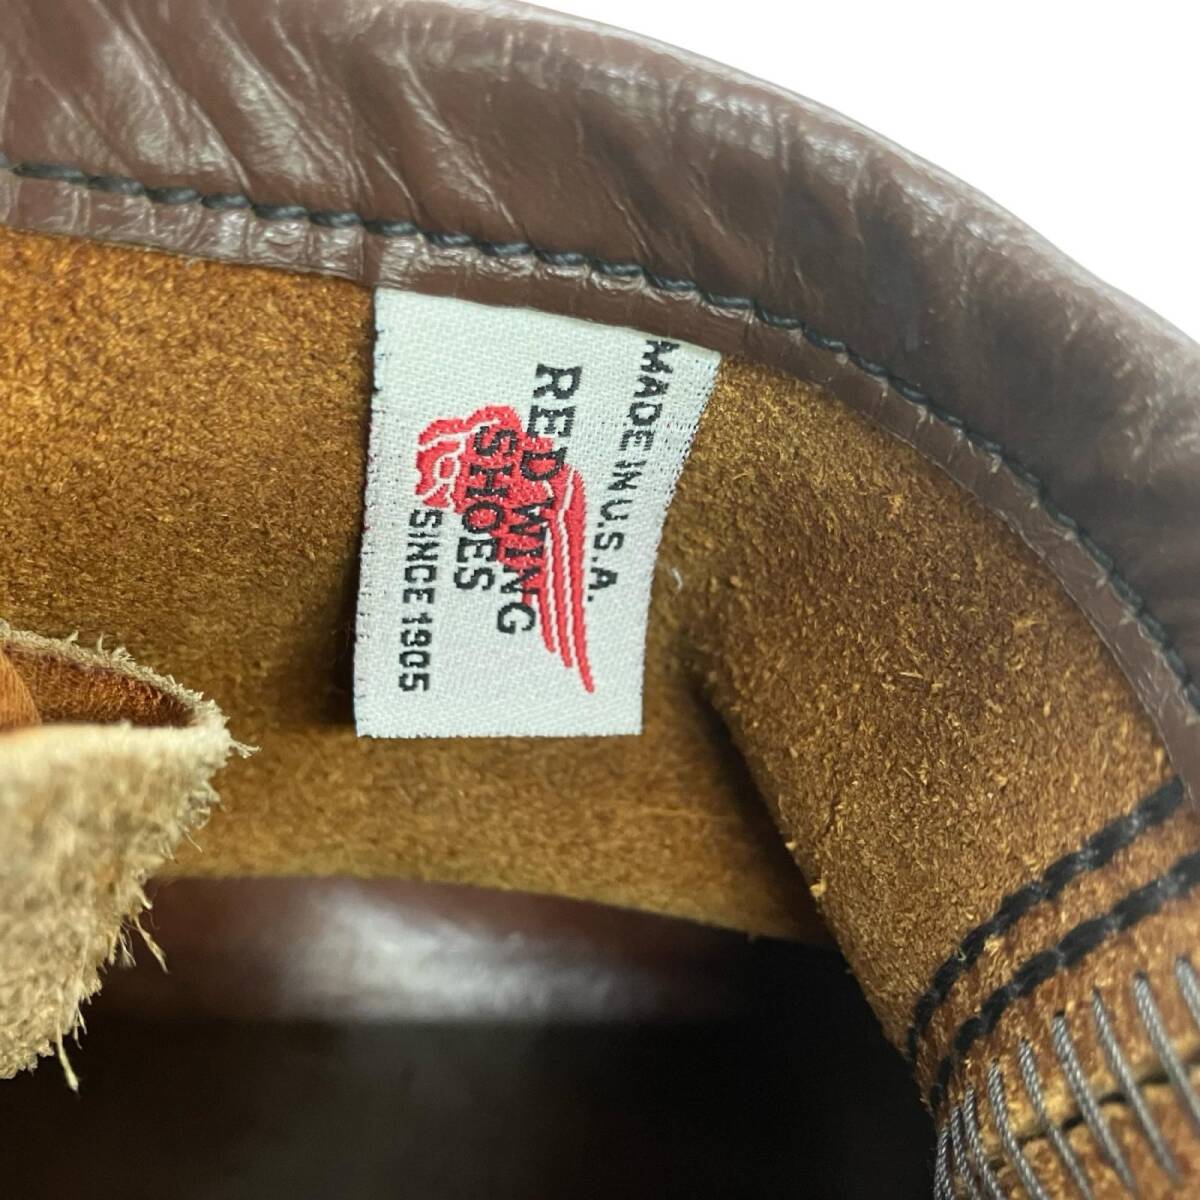 MADE IN U.S.A.
RED WING
SHOES
SINCE 1905